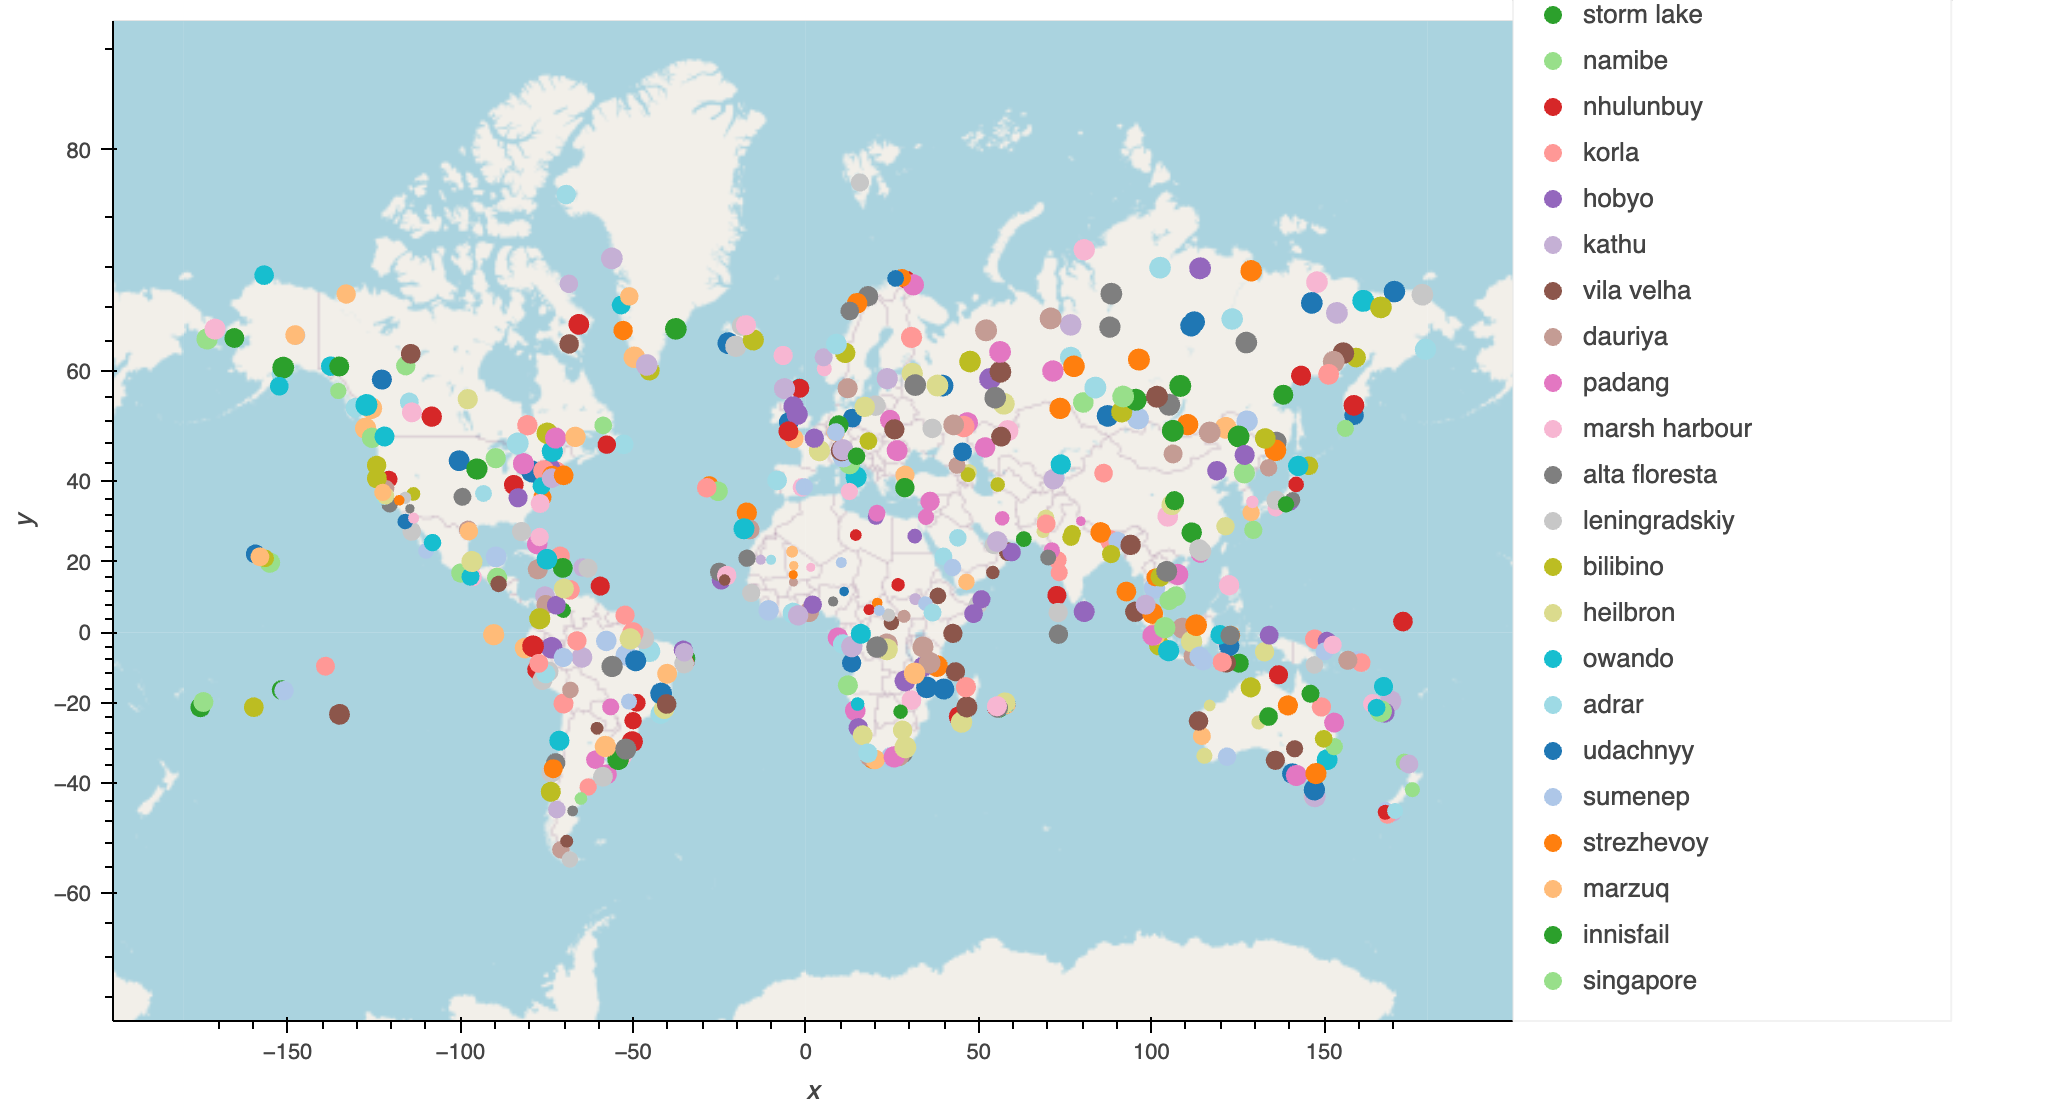 storm lake
namibe
nhulunbuy
korla
hobyo
kathu
vila velha
dauriya
padang
marsh harbour
alta floresta
leningradskiy
bilibino
heilbron
owando
adrar
udachnyy
sumenep
strezhevoy
marzuq
innisfail
singapore
80
60
40
20
0
−20
−40
−60
y
−150
−100
−50
0
50
100
150
x